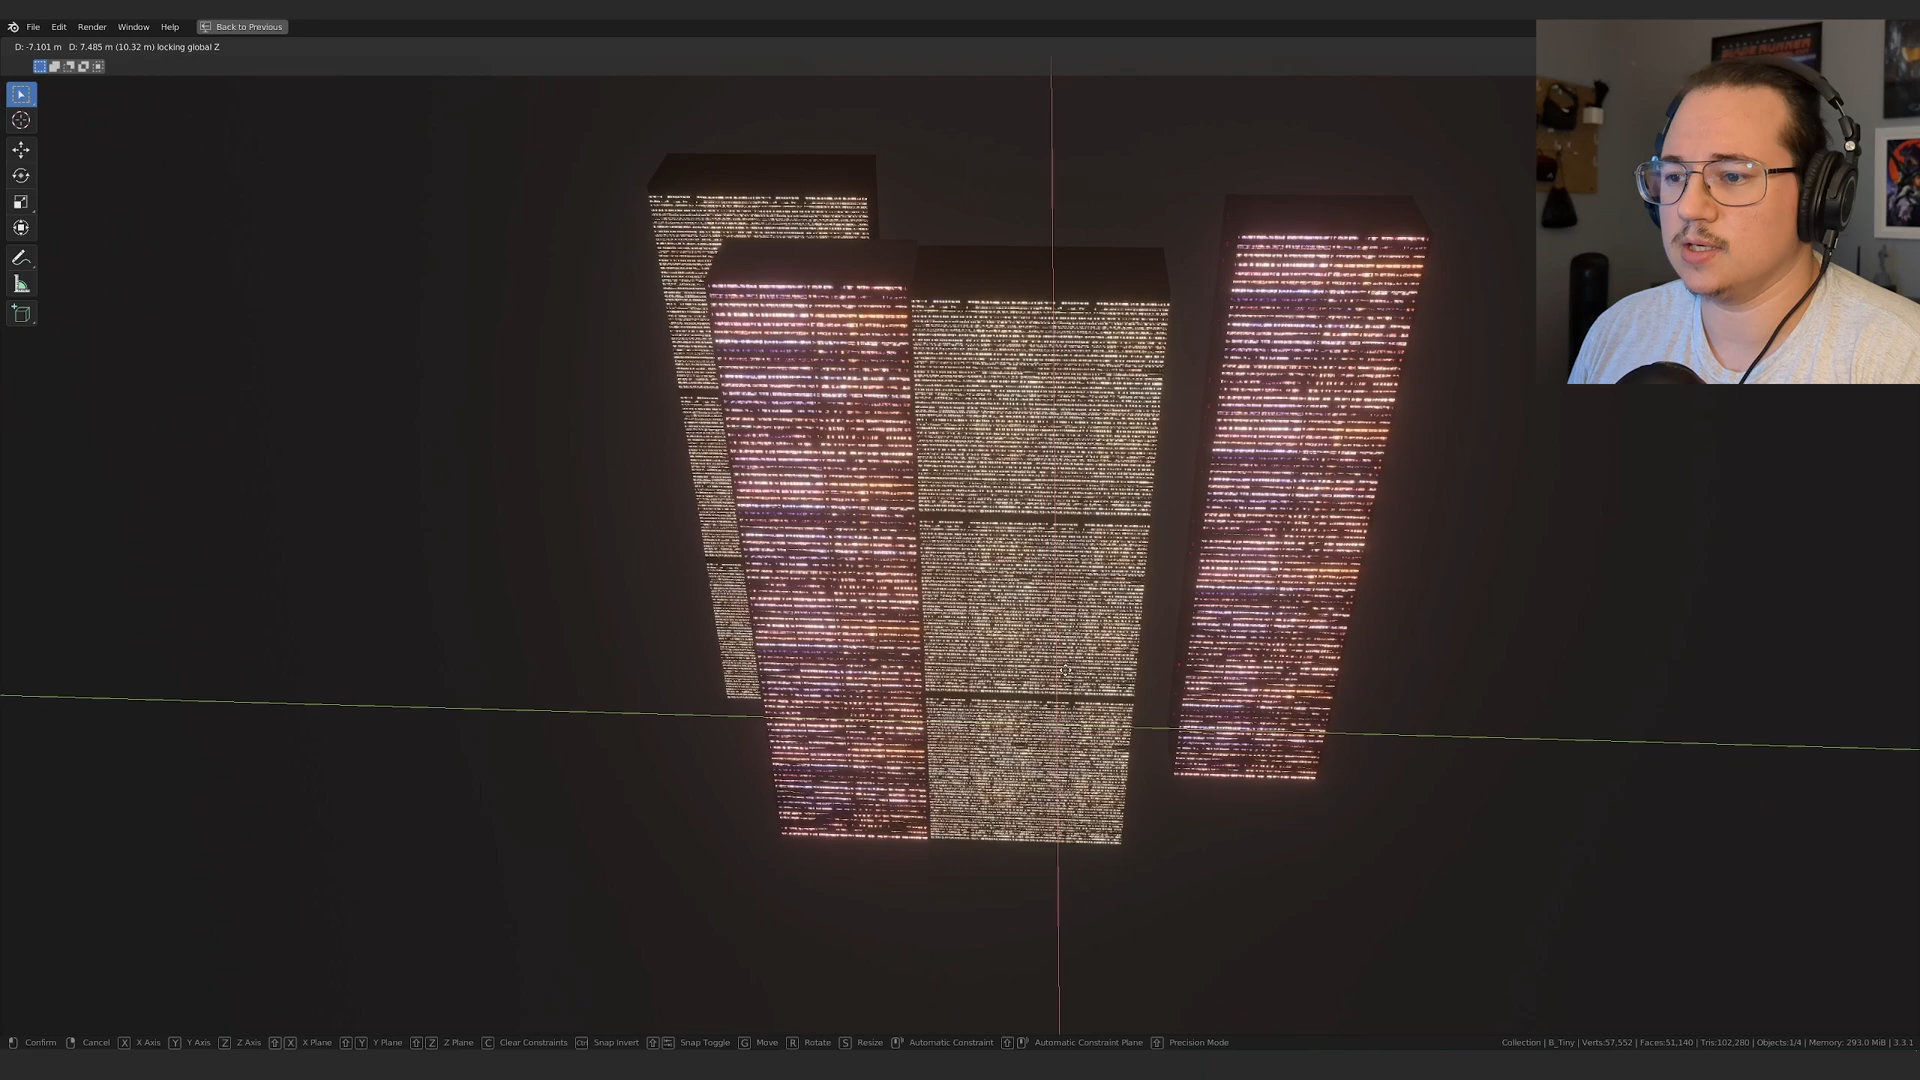 File Edit Render Window Help Back to Previous
D: -7.101 m D: 7.485 m (10.32 m) locking global Z
BLADE RUNNER
Confirm Cancel X X Axis Y Y Axis Z Z Axis X X Plane Y Y Plane Z Z Plane C Clear Constraints Ctrl Snap Invert Snap Toggle G Move R Rotate S Resize Automatic Constraint Automatic Constraint Plane Precision Mode
Collection | B_Tiny | Verts:57,552 | Faces:51,140 | Tris:102,280 | Objects:1/4 | Memory: 293.0 MiB | 3.3.1